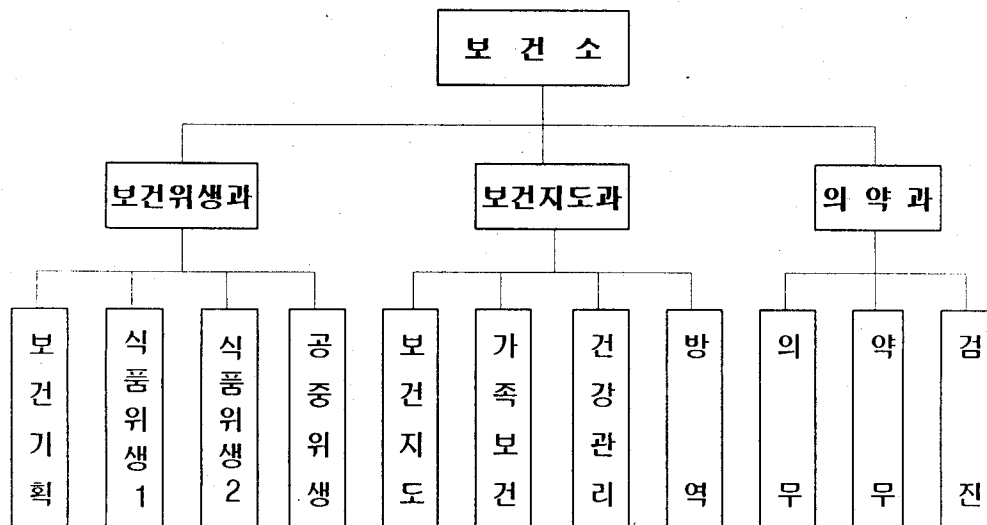 보 건 소
보건위생과
보건지도과
의 약 과
보건기획
식품위생1
식품위생2
공중위생
보건지도
가족보건
건강관리
방역
의무
약무
검진